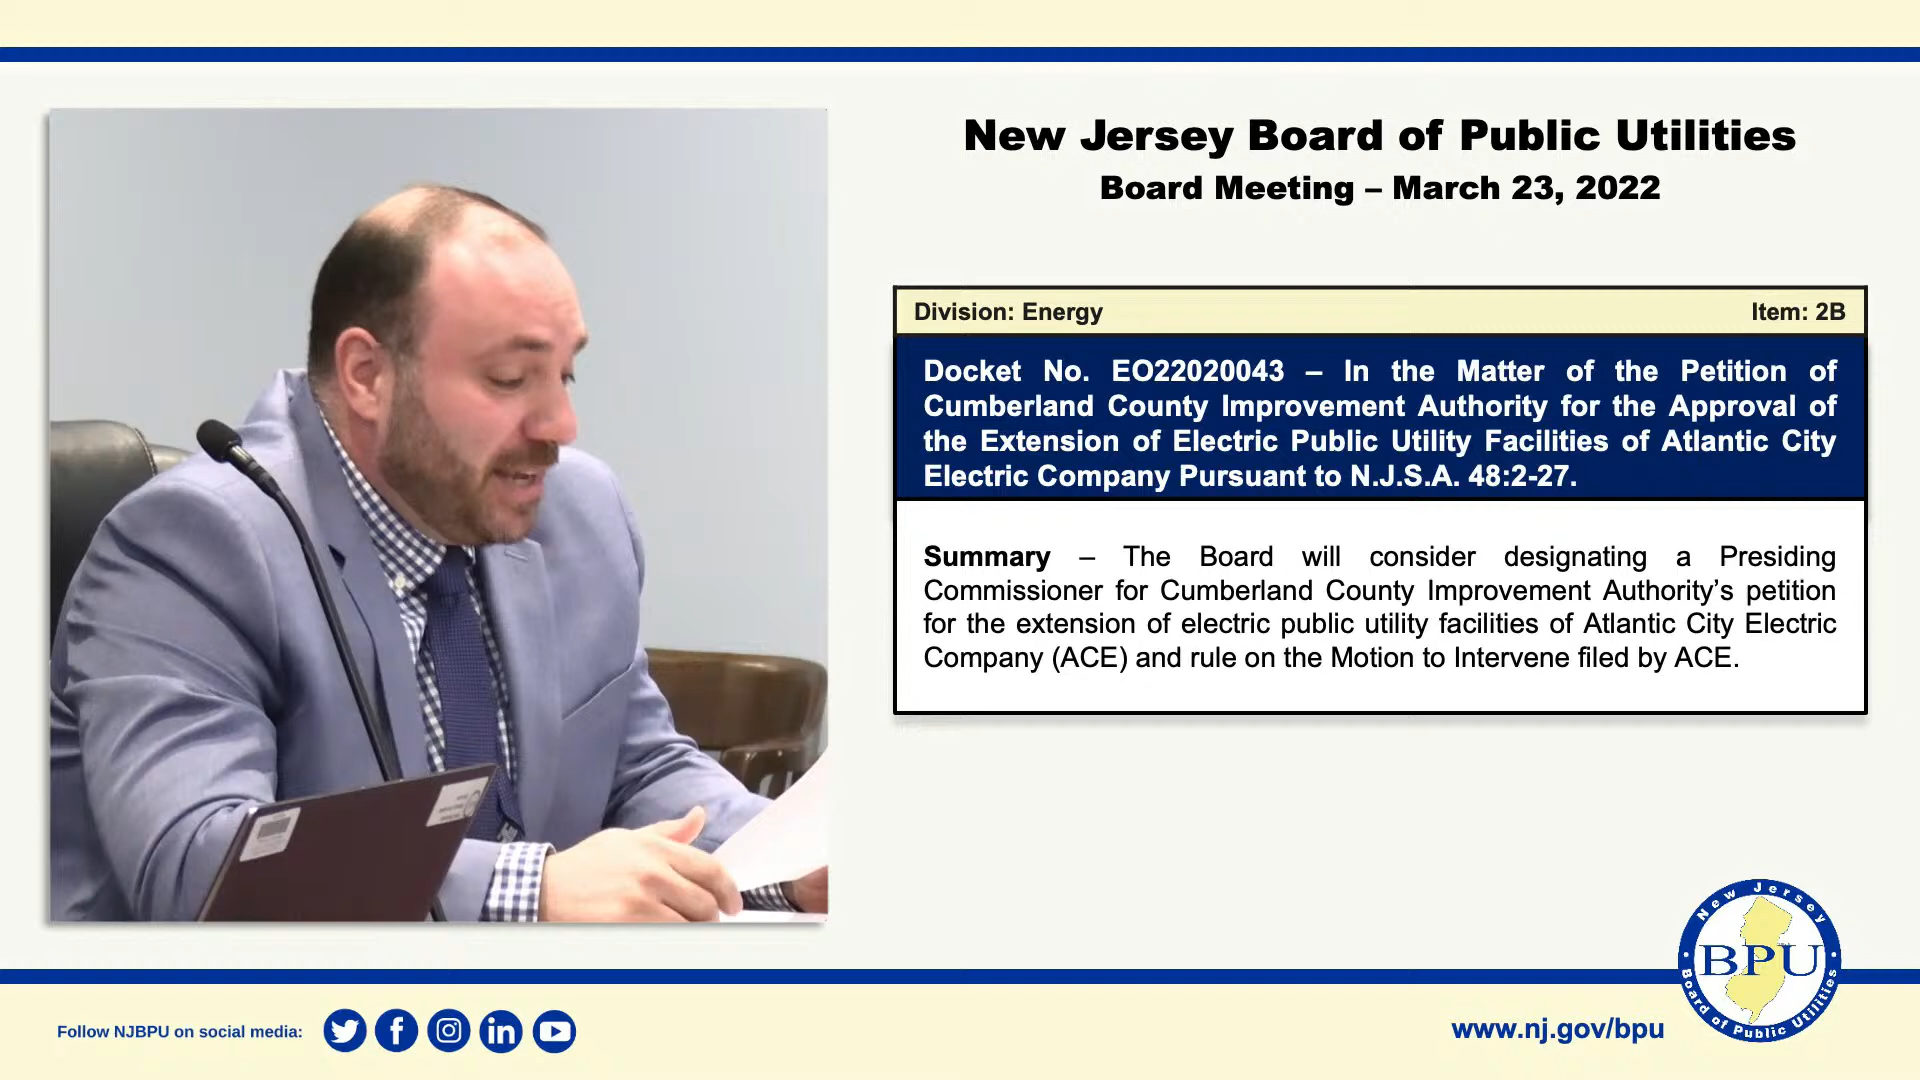 New Jersey Board of Public Utilities
Board Meeting – March 23, 2022
Division: Energy
Item: 2B
Docket No. EO22020043 – In the Matter of the Petition of
Cumberland County Improvement Authority for the Approval of
the Extension of Electric Public Utility Facilities of Atlantic City
Electric Company Pursuant to N.J.S.A. 48:2-27.
Summary – The Board will consider designating a Presiding
Commissioner for Cumberland County Improvement Authority’s petition
for the extension of electric public utility facilities of Atlantic City Electric
Company (ACE) and rule on the Motion to Intervene filed by ACE.
Follow NJBPU on social media:
www.nj.gov/bpu
New Jersey
BPU
Board of Public Utilities